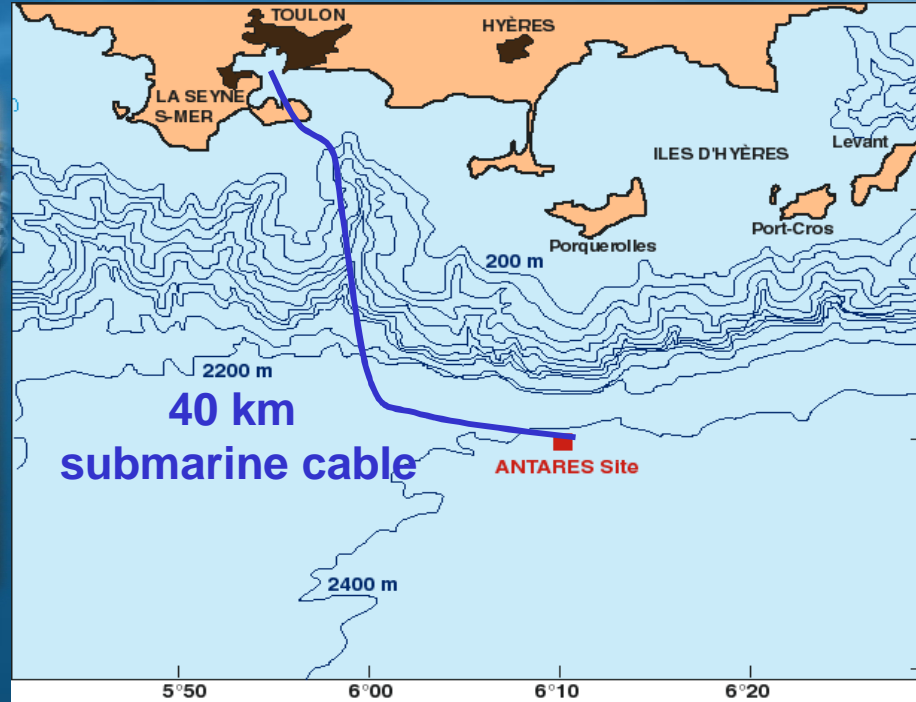 TOULON
HYÈRES
LA SEYNE
S-MER
ILES D'HYÈRES
Levant
Port-Cros
Porquerolles
200 m
2200 m
40 km
submarine cable
ANTARES Site
2400 m
5°50 6°00 6°10 6°20